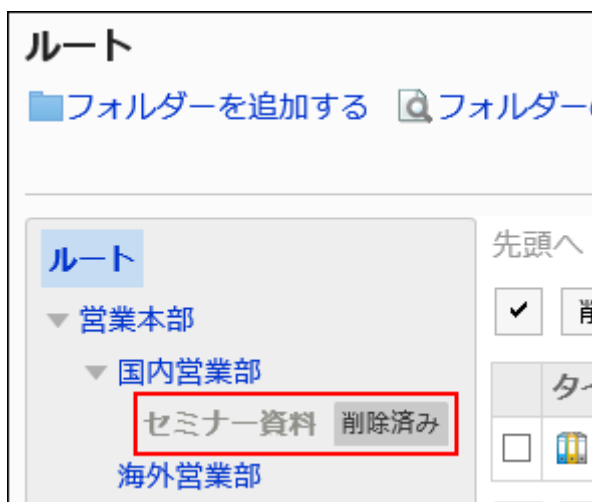 ルート
フォルダーを追加する フォルダー
ルート
営業本部
国内営業部
セミナー資料 削除済み
海外営業部
先頭へ
タイ